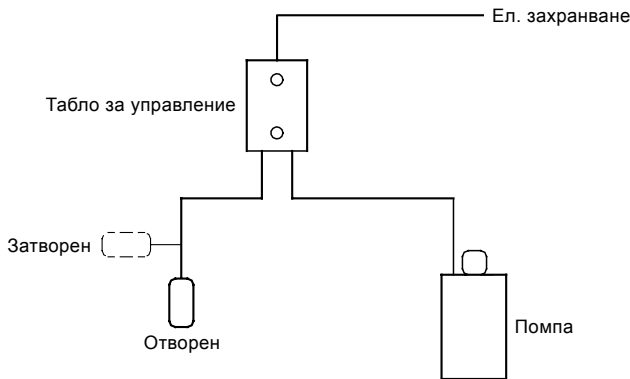 Ел. захранване
Табло за управление
Затворен
Отворен
Помпа